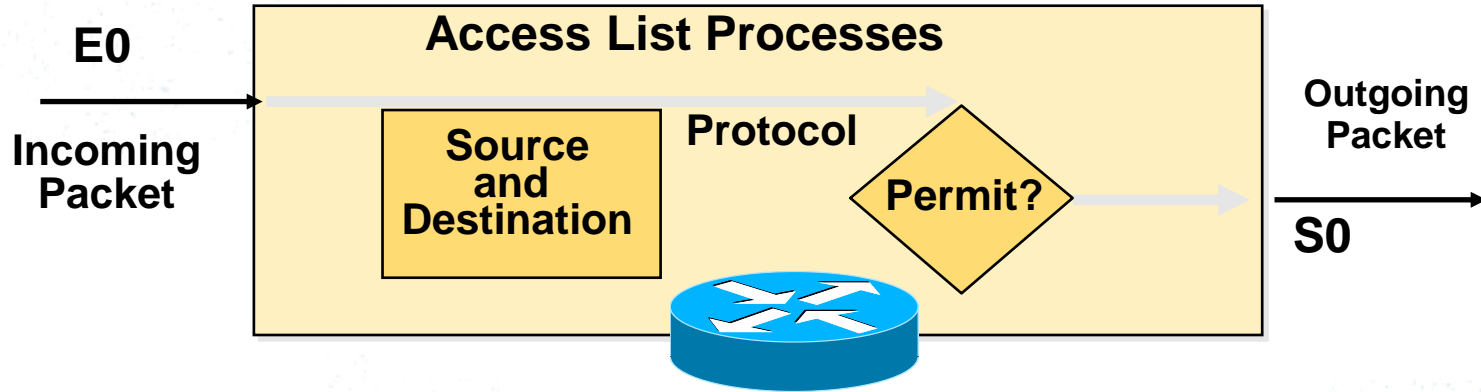 E0
Incoming
Packet
Access List Processes
Source
and
Destination
Protocol
Permit?
Outgoing
Packet
S0